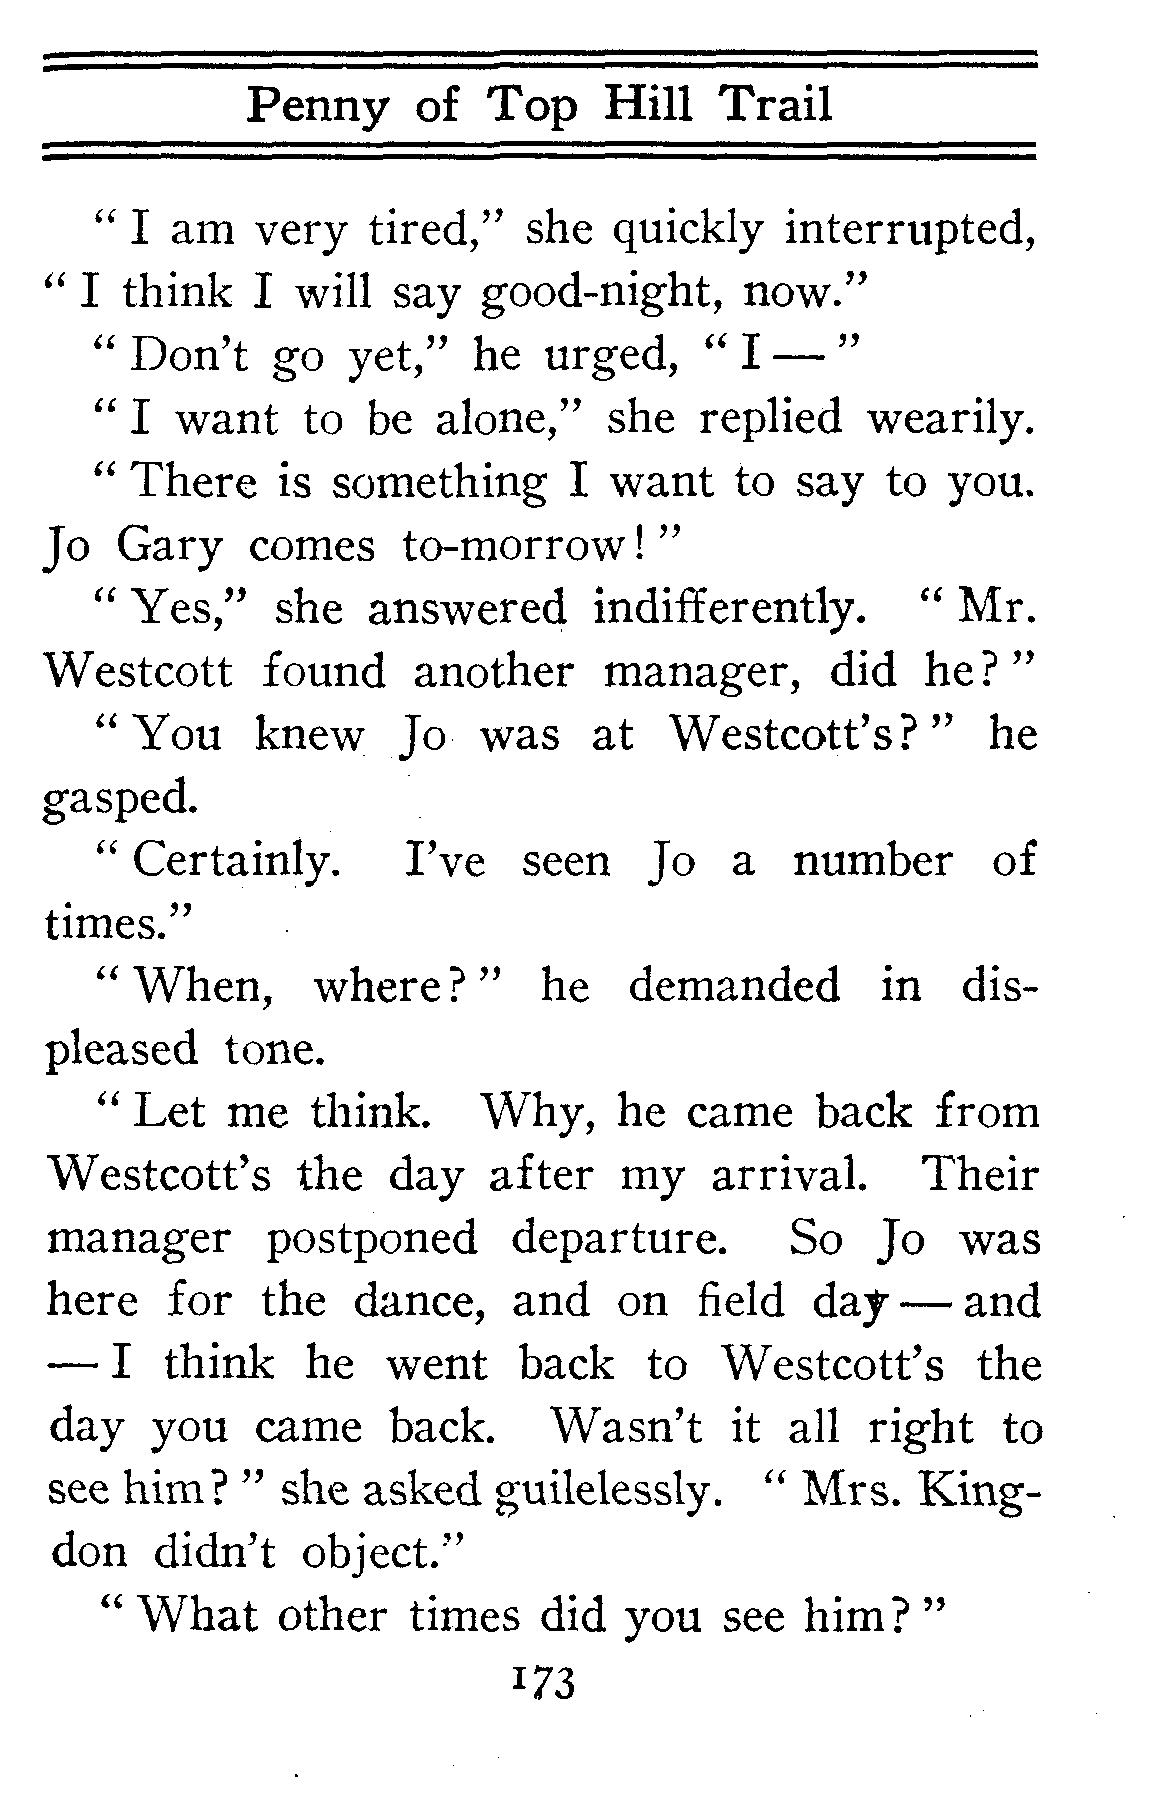 Penny of Top Hill Trail
“ I am very tired,” she quickly interrupted,
“ I think I will say good-night, now.”
“ Don't go yet,” he urged, “ I — ”
“ I want to be alone,” she replied wearily.
“ There is something I want to say to you.
Jo Gary comes to-morrow! ”
“ Yes,” she answered indifferently. “ Mr.
Westcott found another manager, did he? ”
“ You knew Jo was at Westcott's? ” he
gasped.
“ Certainly. I've seen Jo a number of
times.”
“ When, where? ” he demanded in dis-
pleased tone.
“ Let me think. Why, he came back from
Westcott's the day after my arrival. Their
manager postponed departure. So Jo was
here for the dance, and on field day — and
— I think he went back to Westcott's the
day you came back. Wasn't it all right to
see him? ” she asked guilelessly. “ Mrs. King-
don didn't object.”
“ What other times did you see him? ”
173